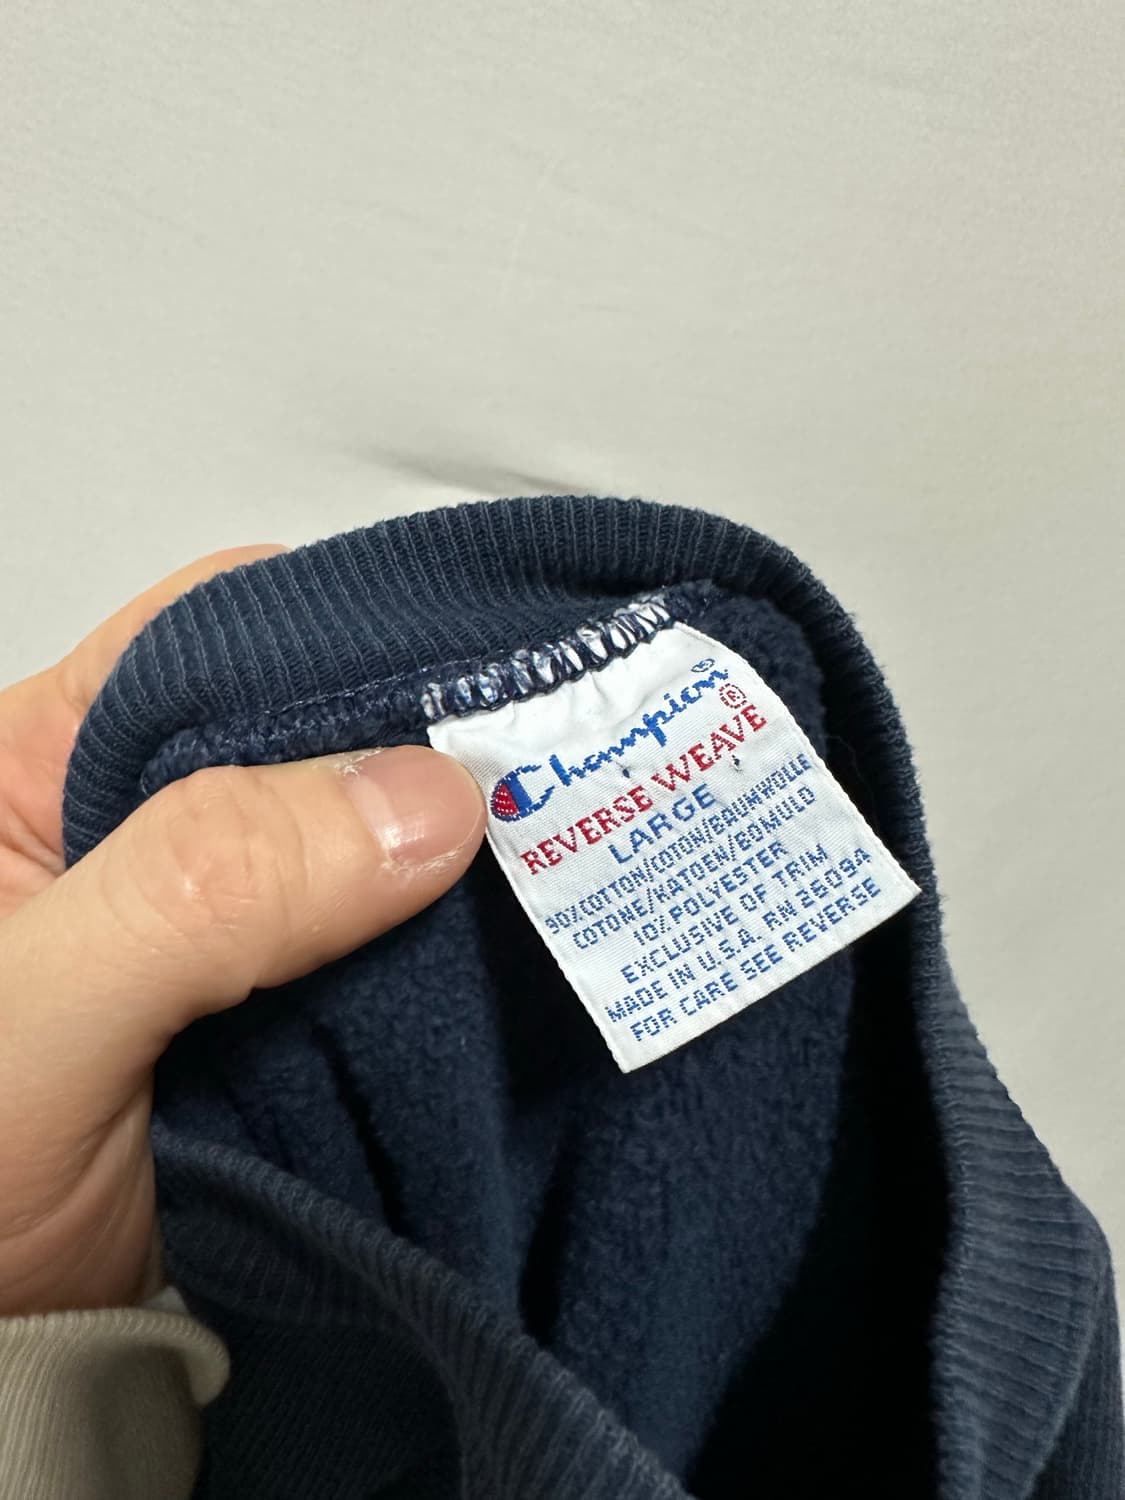 Champion®
REVERSE WEAVE®
LARGE
90%COTTON/COTON/BAUMWOLLE
COTONE/KATOEN/BOMULD
10% POLYESTER
EXCLUSIVE OF TRIM
MADE IN U.S.A. RN 26094
FOR CARE SEE REVERSE